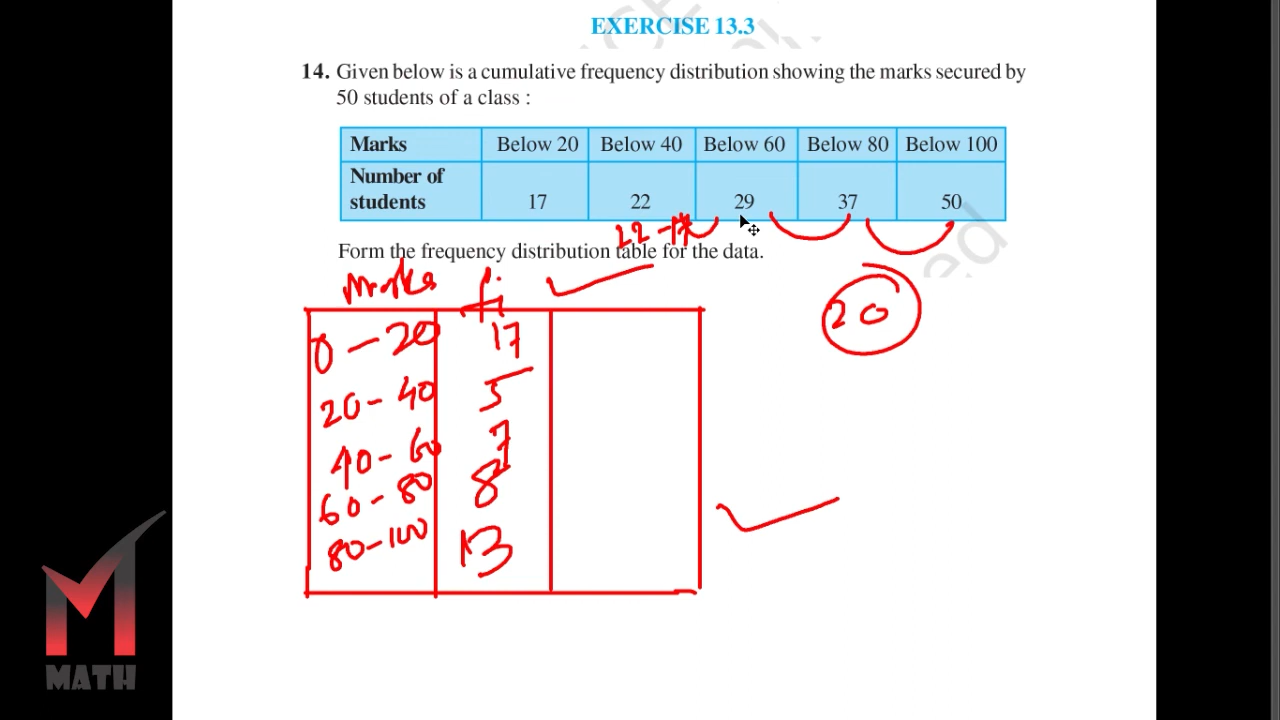 EXERCISE 13.3
14. Given below is a cumulative frequency distribution showing the marks secured by
50 students of a class :
Marks Below 20 Below 40 Below 60 Below 80 Below 100
Number of
students 17 22 29 37 50
22 - 17
Form the frequency distribution table for the data.
Marks fi
20
0 - 20 17
20 - 40 5
40 - 60 7
60 - 80 8
80 - 100 13
MATH